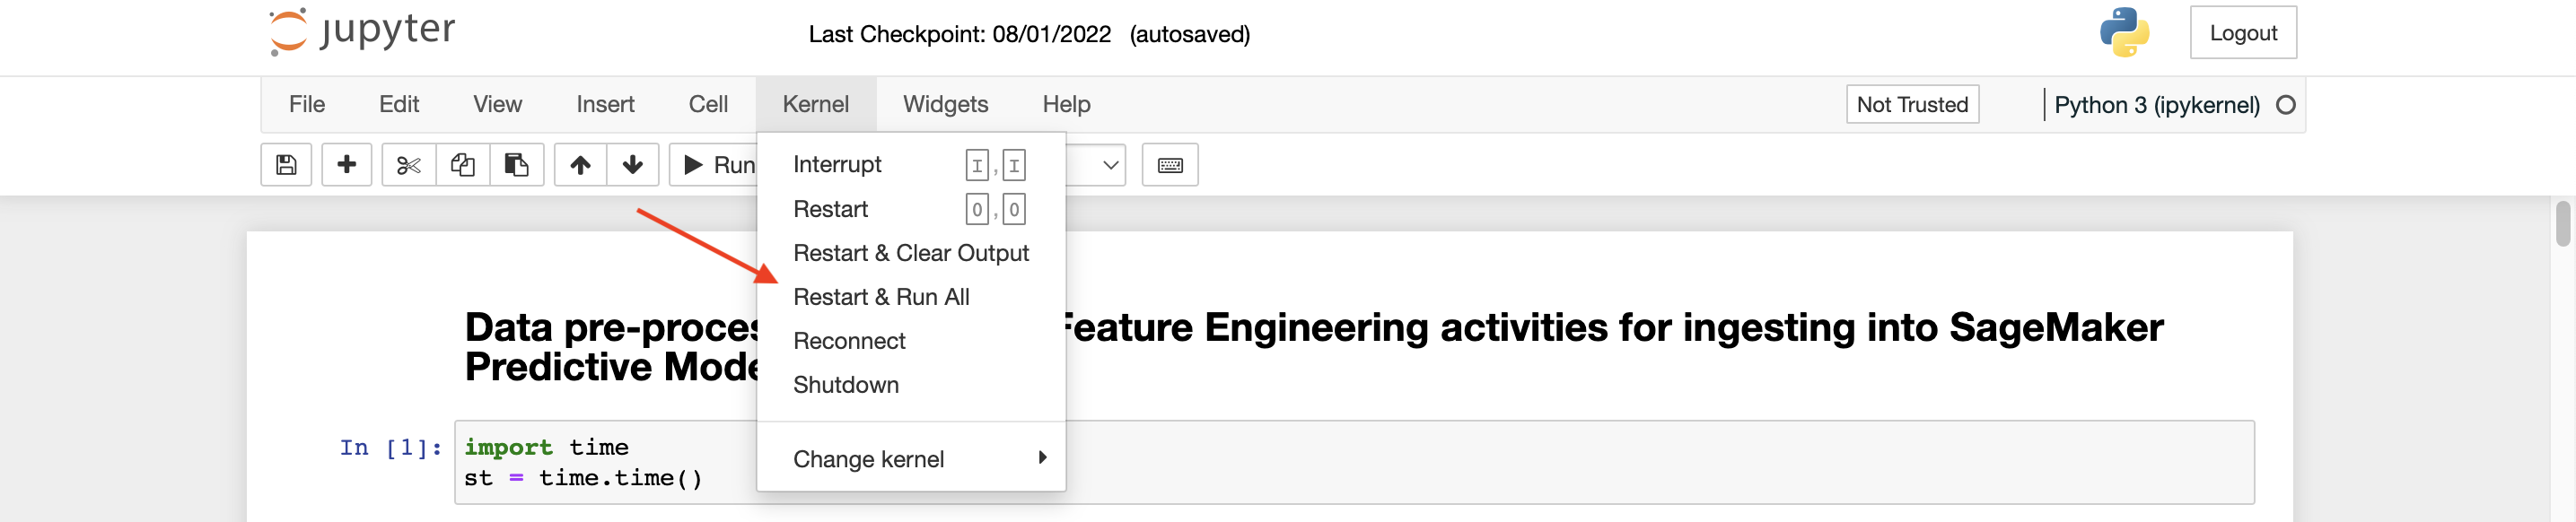 jupyter
Last Checkpoint: 08/01/2022 (autosaved)
Logout
File Edit View Insert Cell Kernel Widgets Help
Not Trusted
Python 3 (ipykernel)
Run
Interrupt I , I
Restart 0 , 0
Restart & Clear Output
Restart & Run All
Reconnect
Shutdown
Change kernel
Data pre-proces Feature Engineering activities for ingesting into SageMaker
Predictive Mode
In [1]: import time
st = time.time()